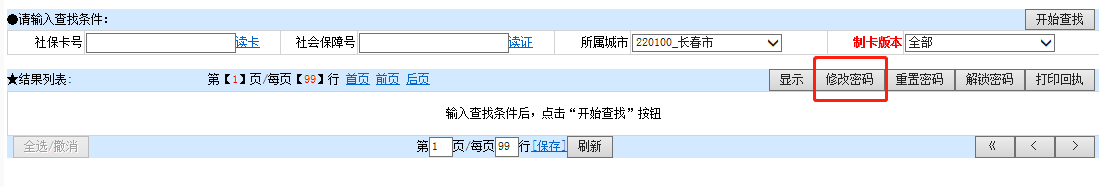 ●请输入查找条件: 开始查找
社保卡号 读卡 社会保障号 读证 所属城市 220100_长春市 制卡版本 全部
★结果列表: 第【1】页/每页【99】行 首页 前页 后页 显示 修改密码 重置密码 解锁密码 打印回执
输入查找条件后，点击“开始查找”按钮
全选/撤消 第 1 页/每页 99 行 [保存] 刷新 《 < >